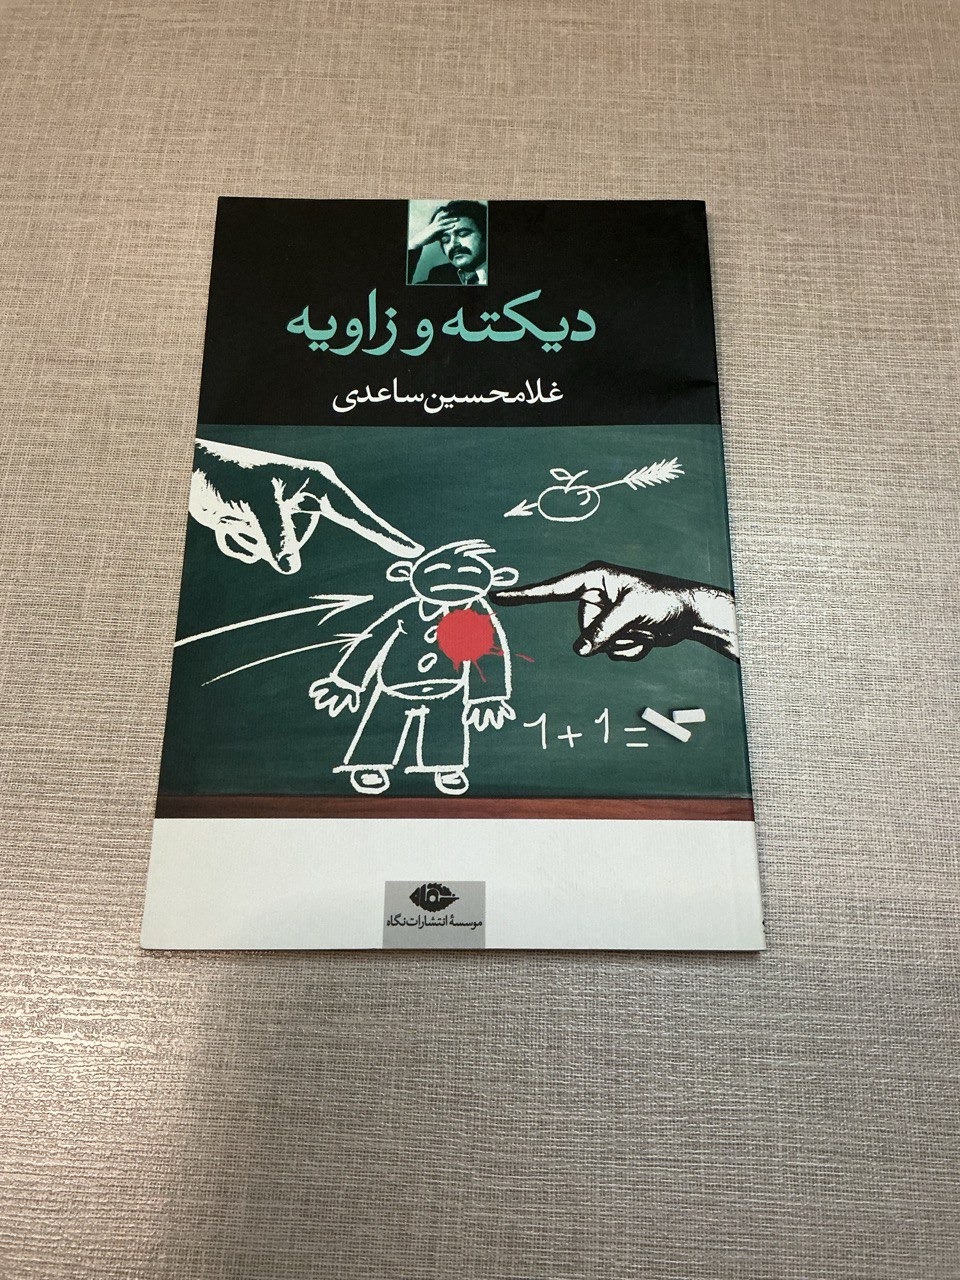 دیکته و زاویه
غلامحسین ساعدی
1 + 1 =
موسسهٔ انتشارات نگاه